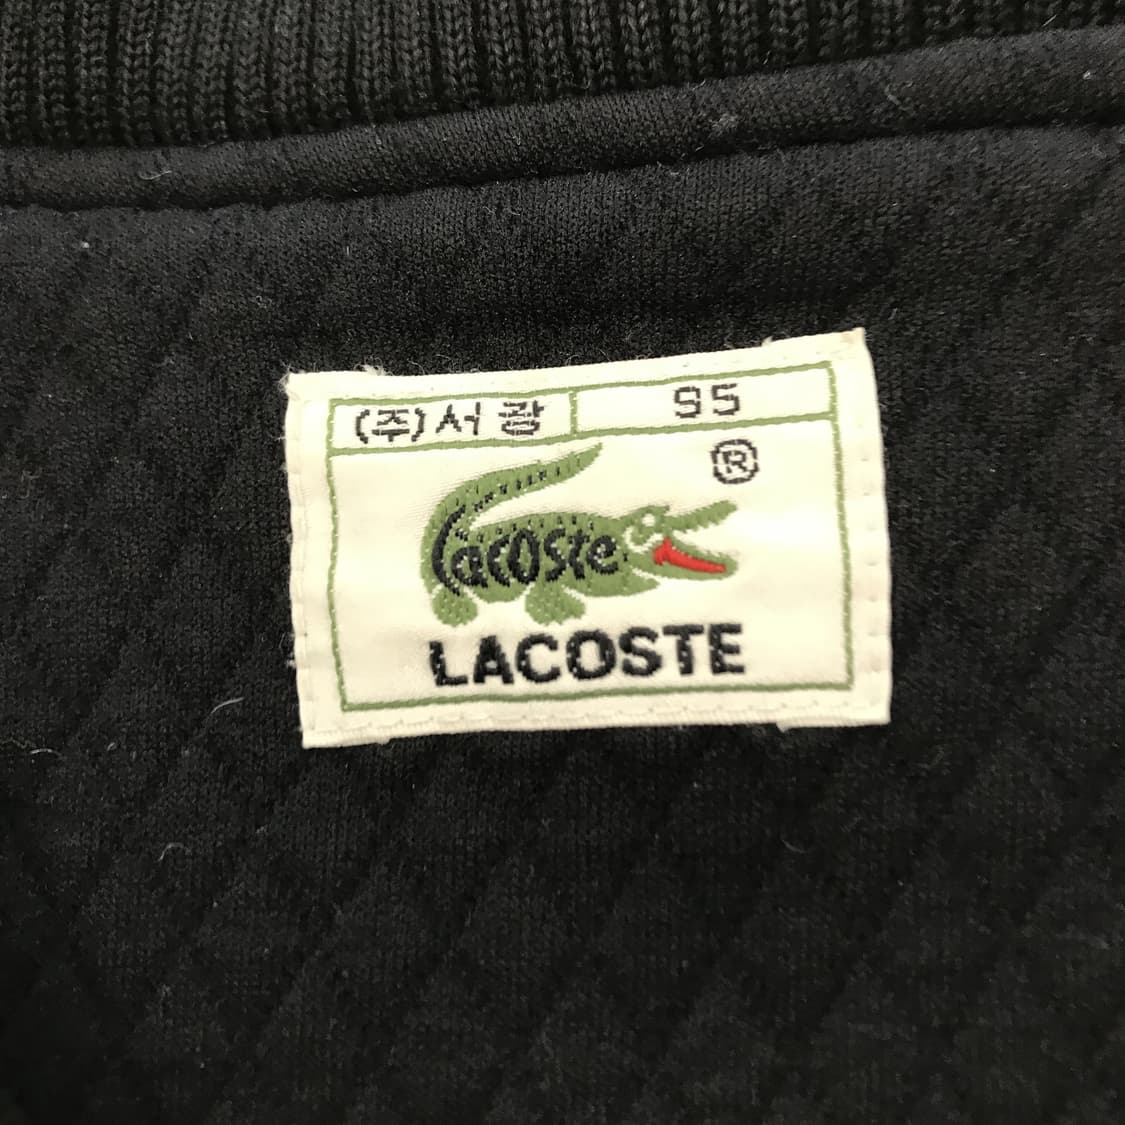 (주)서광 95
®
Lacoste
LACOSTE